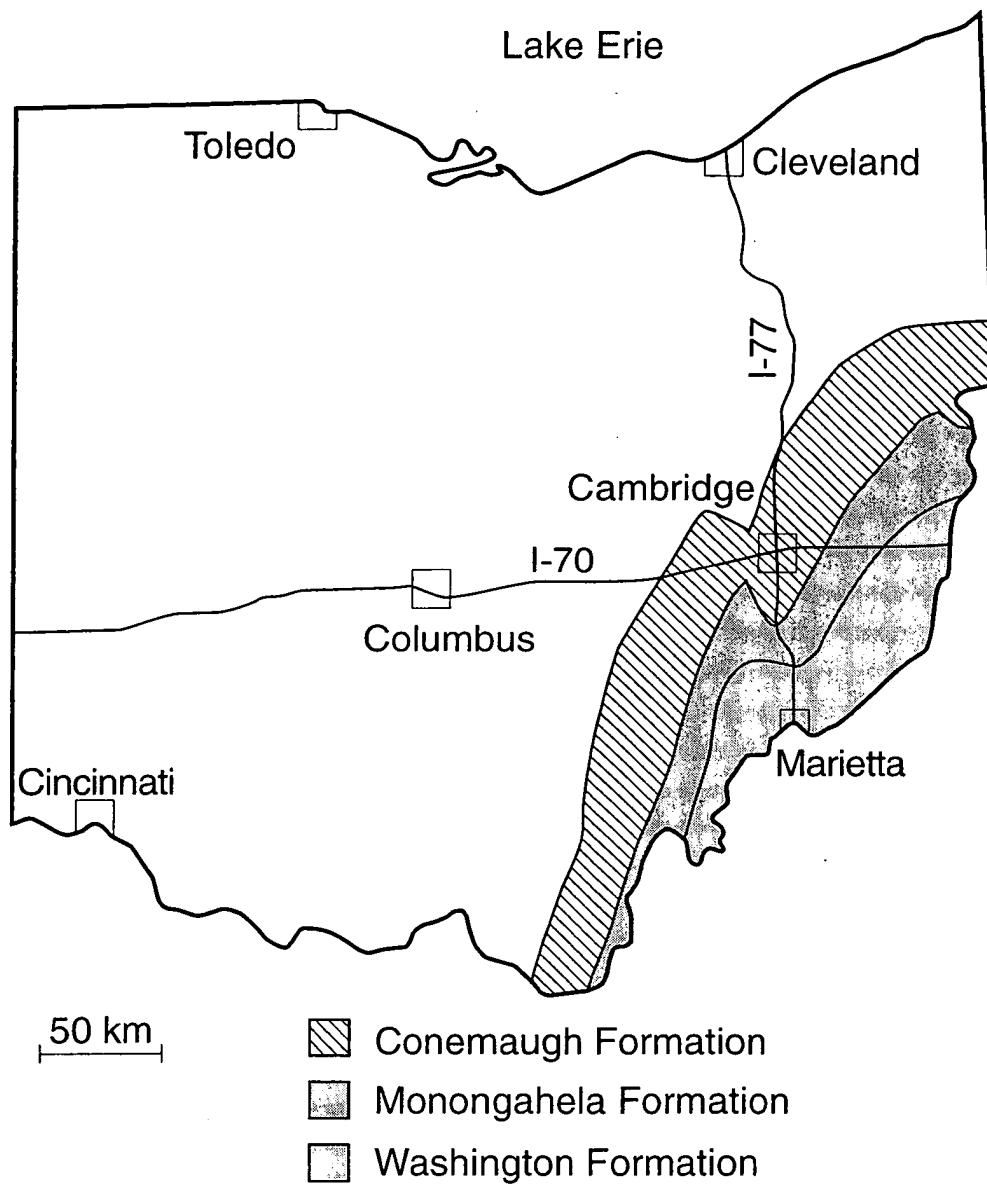 Lake Erie
Toledo
Cleveland
I-77
Cambridge
I-70
Columbus
Cincinnati
Marietta
50 km
Conemaugh Formation
Monongahela Formation
Washington Formation